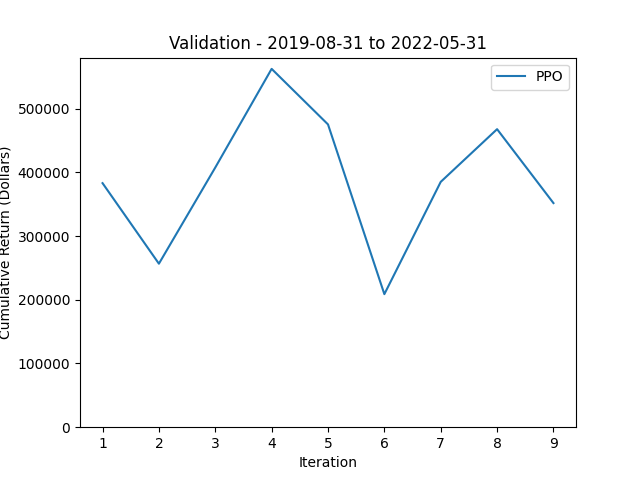 Validation - 2019-08-31 to 2022-05-31
PPO
Cumulative Return (Dollars)
500000
400000
300000
200000
100000
0
1 2 3 4 5 6 7 8 9
Iteration